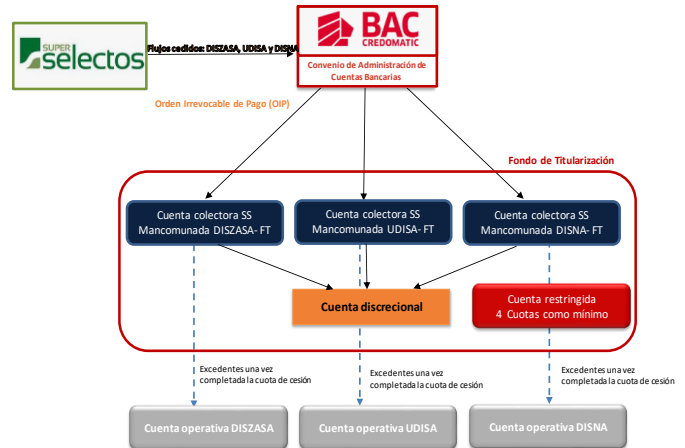 SUPER
selectos
Flujos cedidos: DISZASA, UDISA y DISNA
BAC
CREDOMATIC
Convenio de Administración de
Cuentas Bancarias
Orden Irrevocable de Pago (OIP)
Fondo de Titularización
Cuenta colectora SS
Mancomunada DISZASA- FT
Cuenta colectora SS
Mancomunada UDISA- FT
Cuenta colectora SS
Mancomunada DISNA- FT
Cuenta discrecional
Cuenta restringida
4 Cuotas como mínimo
Excedentes una vez
completada la cuota de cesión
Excedentes una vez
completada la cuota de cesión
Excedentes una vez
completada la cuota de cesión
Cuenta operativa DISZASA
Cuenta operativa UDISA
Cuenta operativa DISNA